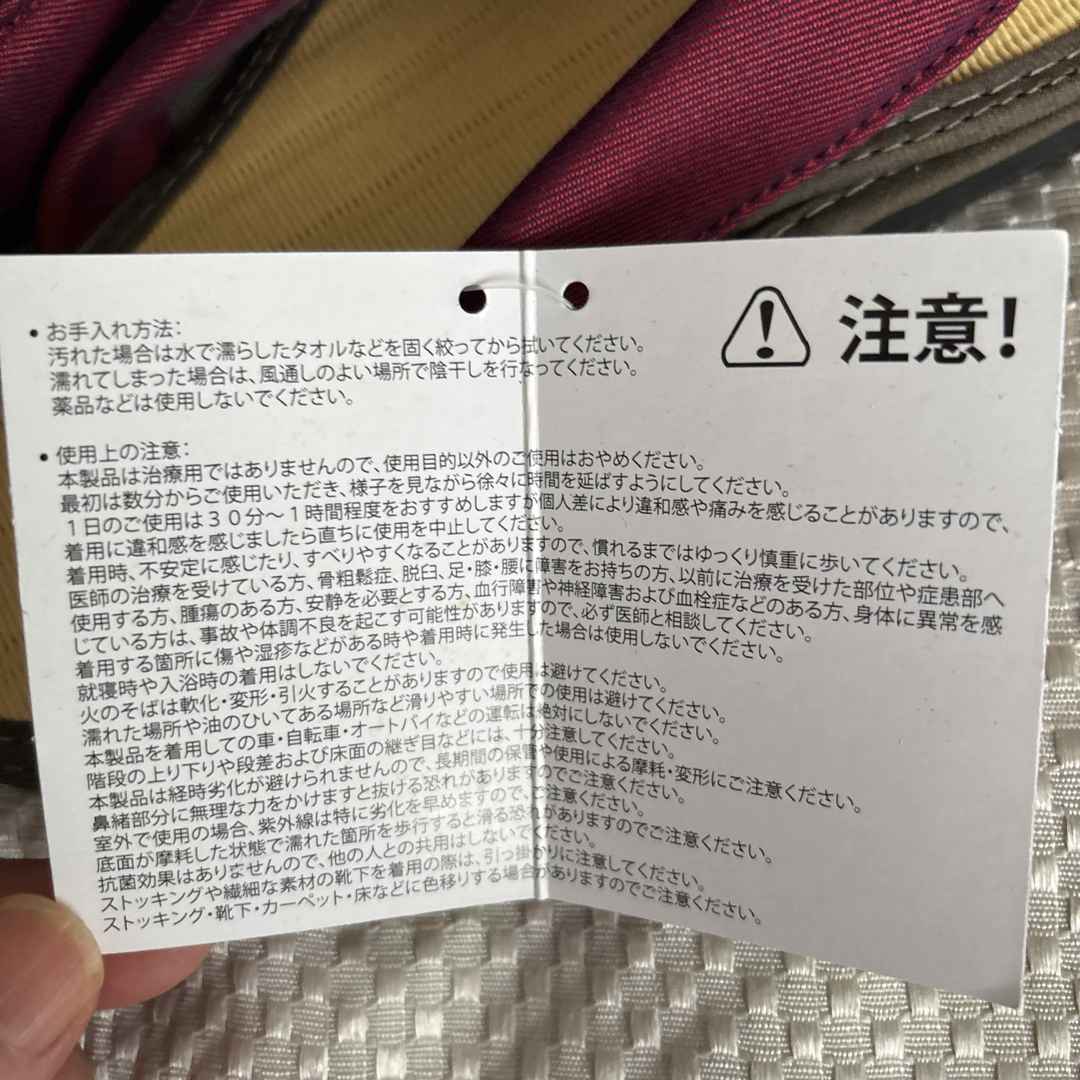 注意!
• お手入れ方法:
汚れた場合は水で濡らしたタオルなどを固く絞ってから拭いてください。
濡れてしまった場合は、風通しのよい場所で陰干しを行なってください。
薬品などは使用しないでください。
• 使用上の注意:
本製品は治療用ではありませんので、使用目的以外のご使用はおやめください。
最初は数分からご使用いただき、様子を見ながら徐々に時間を延ばすようにしてください。
1日のご使用は30分〜1時間程度をおすすめしますが個人差により違和感や痛みを感じることがありますので、
着用に違和感を感じましたら直ちに使用を中止してください。
着用時、不安定に感じたり、すべりやすくなることがありますので、慣れるまではゆっくり慎重に歩いてください。
医師の治療を受けている方、骨粗鬆症、脱臼、足・膝・腰に障害をお持ちの方、以前に治療を受けた部位や症患部へ
使用する方、腫瘍のある方、安静を必要とする方、血行障害や神経障害および血栓症などのある方、身体に異常を感
じている方は、事故や体調不良を起こす可能性がありますので、必ず医師と相談してください。
着用する箇所に傷や湿疹などがある時や着用時に発生した場合は使用しないでください。
就寝時や入浴時の着用はしないでください。
火のそばは軟化・変形・引火することがありますので使用は避けてください。
濡れた場所や油のひいてある場所など滑りやすい場所での使用は避けてください。
本製品を着用しての車・自転車・オートバイなどの運転は絶対にしないでください。
階段の上り下りや段差および床面の継ぎ目などには、十分注意してください。
本製品は経時劣化が避けられませんので、長期間の保管や使用による摩耗・変形にご注意ください。
鼻緒部分に無理な力をかけますと抜ける恐れがありますのでご注意ください。
室外で使用の場合、紫外線は特に劣化を早めますので、ご注意ください。
底面が摩耗した状態で濡れた箇所を歩行すると滑る恐れがありますのでご注意ください。
抗菌効果はありませんので、他の人との共用はしないでください。
ストッキングや繊細な素材の靴下を着用の際は、引っ掛かりに注意してください。
ストッキング・靴下・カーペット・床などに色移りする場合がありますのでご注意ください。